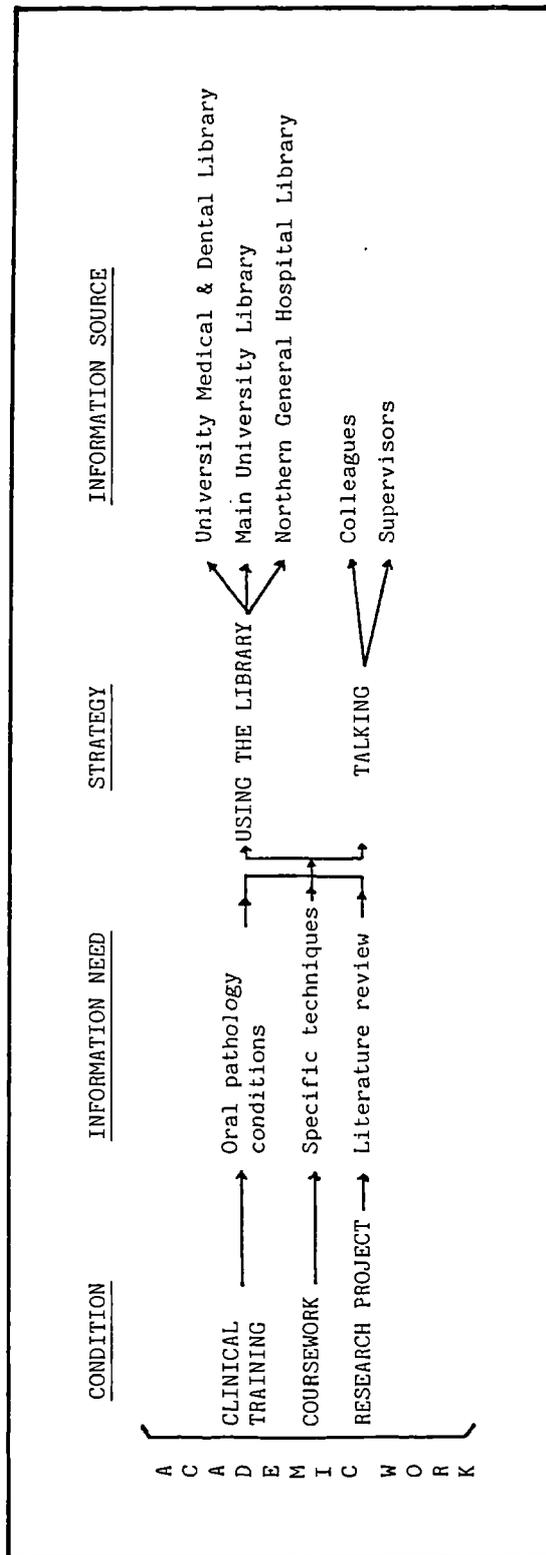 CONDITION
INFORMATION NEED
STRATEGY
INFORMATION SOURCE
ACADEMIC WORK
CLINICAL
TRAINING
Oral pathology
conditions
USING THE LIBRARY
University Medical & Dental Library
Main University Library
Northern General Hospital Library
COURSEWORK
Specific techniques
RESEARCH PROJECT
Literature review
TALKING
Colleagues
Supervisors